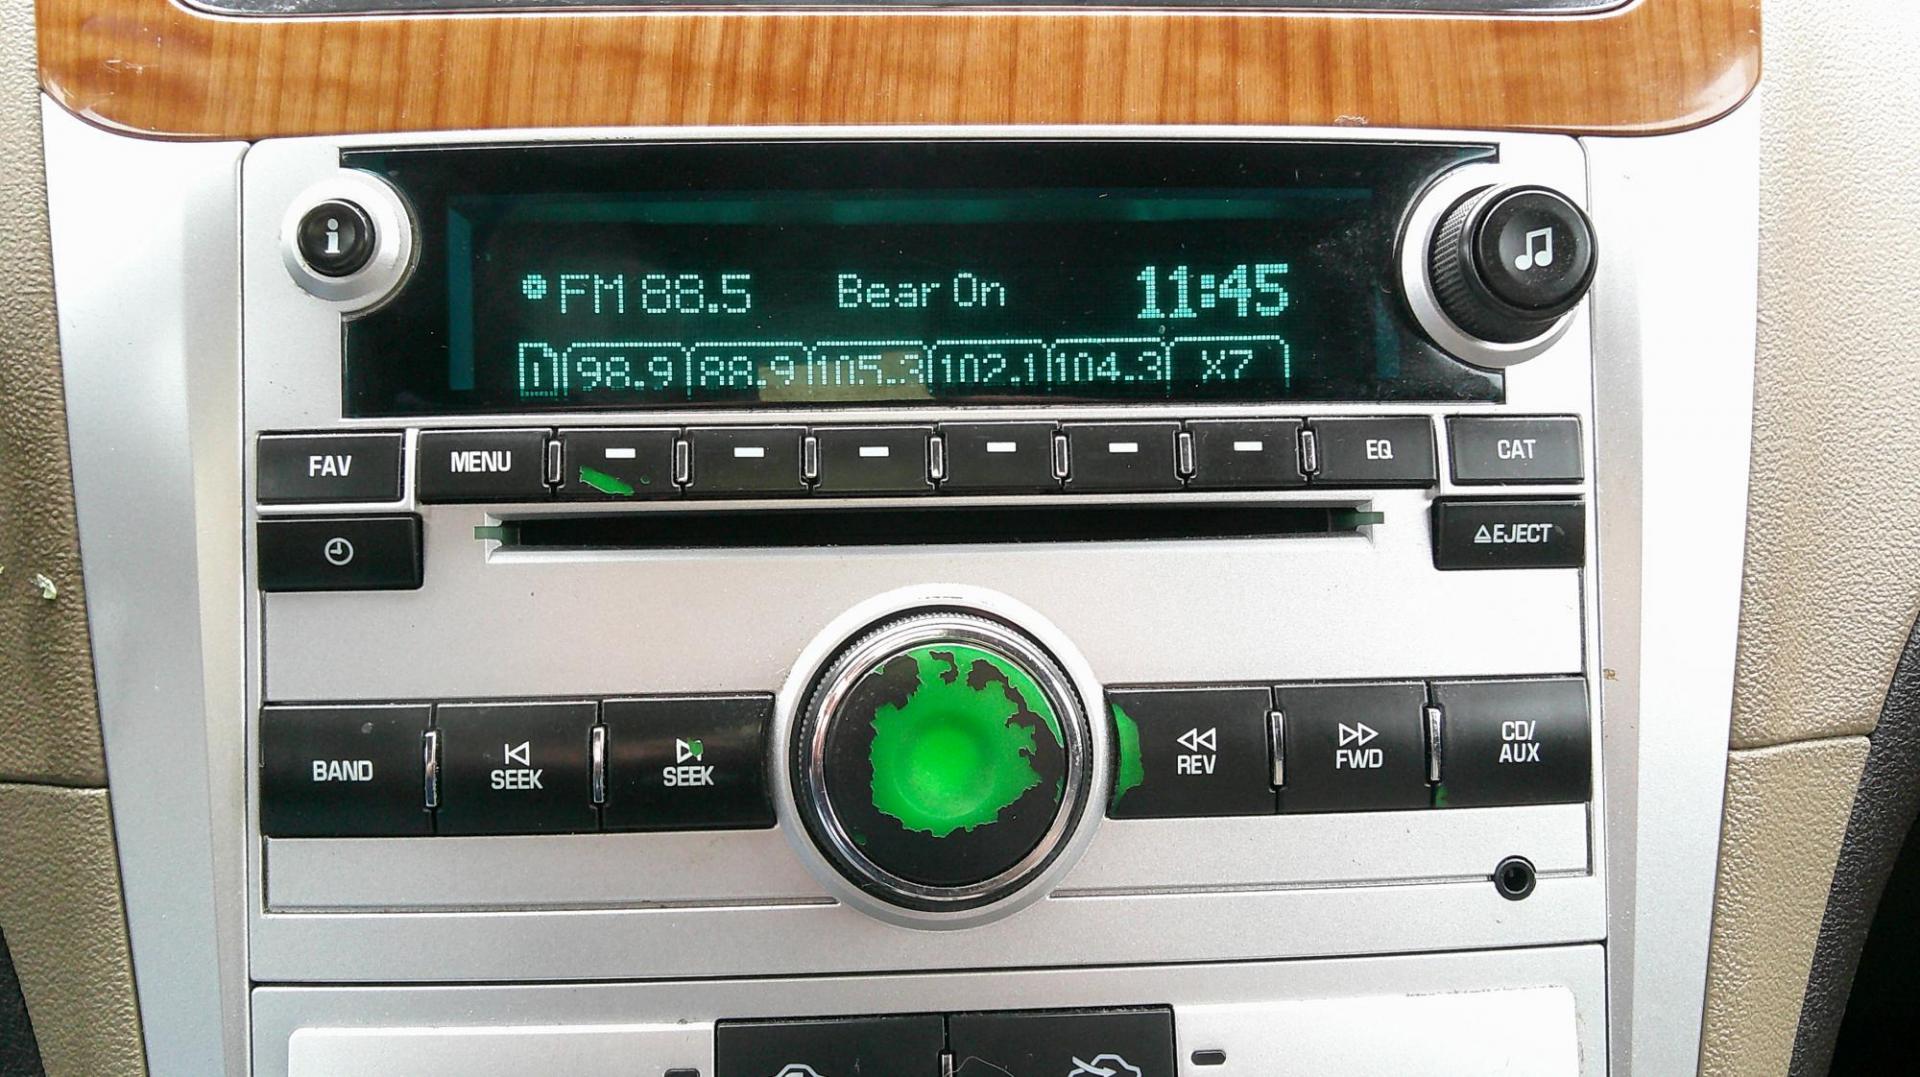 FM 88.5 Bear On 11:45
1 98.9 88.9 105.3 102.1 104.3 X7
FAV MENU EQ CAT
EJECT
BAND SEEK SEEK REV FWD CD/
AUX